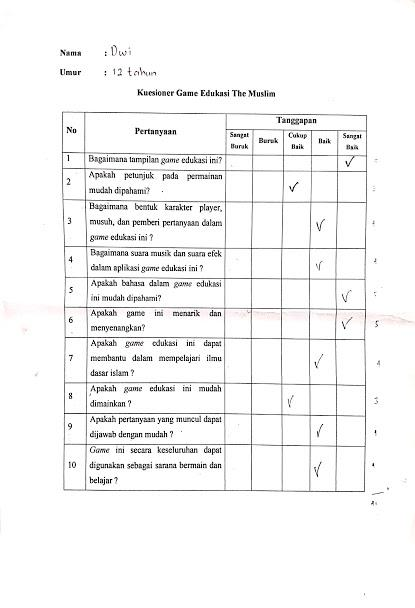 Nama : Dwi
Umur : 12 tahun
Kuesioner Game Edukasi The Muslim
No Pertanyaan Tanggapan
Sangat Buruk Buruk Cukup Baik Baik Sangat Baik
1 Bagaimana tampilan game edukasi ini? ✓
2 Apakah petunjuk pada permainan
mudah dipahami? ✓
3 Bagaimana bentuk karakter player,
musuh, dan pemberi pertanyaan dalam
game edukasi ini ? ✓
4 Bagaimana suara musik dan suara efek
dalam aplikasi game edukasi ini ? ✓
5 Apakah bahasa dalam game edukasi
ini mudah dipahami? ✓
6 Apakah game ini menarik dan
menyenangkan? ✓ 5
7 Apakah game edukasi ini dapat
membantu dalam mempelajari ilmu
dasar islam ? ✓ 4
8 Apakah game edukasi ini mudah
dimainkan ? ✓ 3
9 Apakah pertanyaan yang muncul dapat
dijawab dengan mudah ? ✓
10 Game ini secara keseluruhan dapat
digunakan sebagai sarana bermain dan
belajar ? ✓